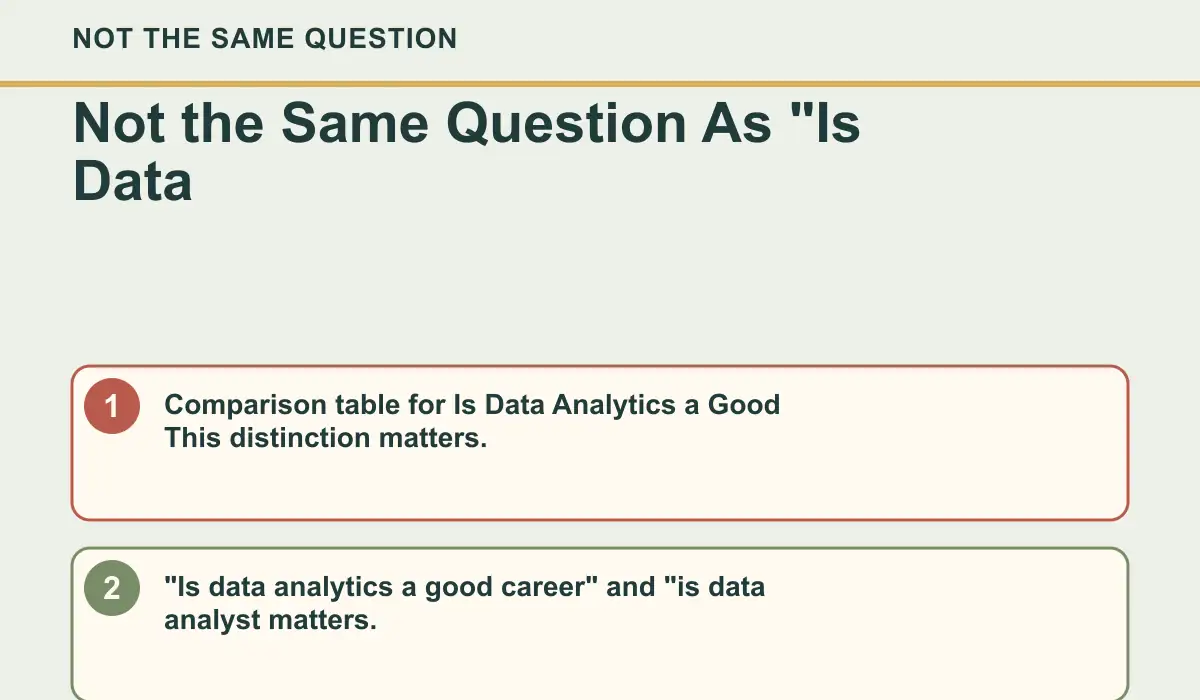 NOT THE SAME QUESTION
Not the Same Question As "Is
Data
1
Comparison table for Is Data Analytics a Good
This distinction matters.
2
"Is data analytics a good career" and "is data
analyst matters.